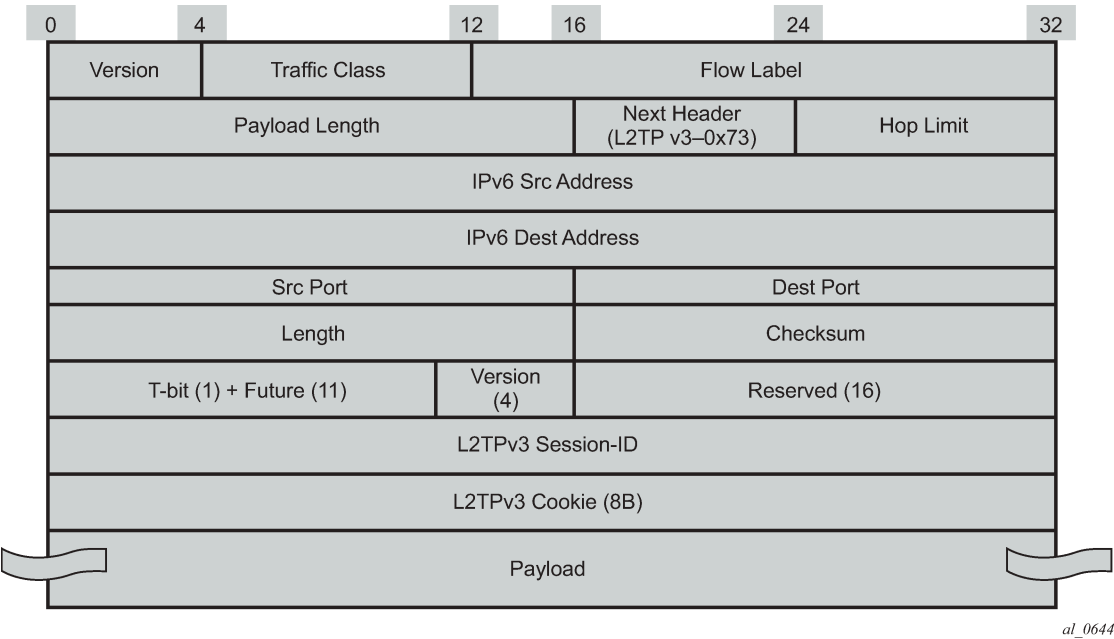 0 4 12 16 24 32
Version Traffic Class Flow Label
Payload Length Next Header Hop Limit
(L2TP v3–0x73)
IPv6 Src Address
IPv6 Dest Address
Src Port Dest Port
Length Checksum
T-bit (1) + Future (11) Version Reserved (16)
(4)
L2TPv3 Session-ID
L2TPv3 Cookie (8B)
Payload
al_0644